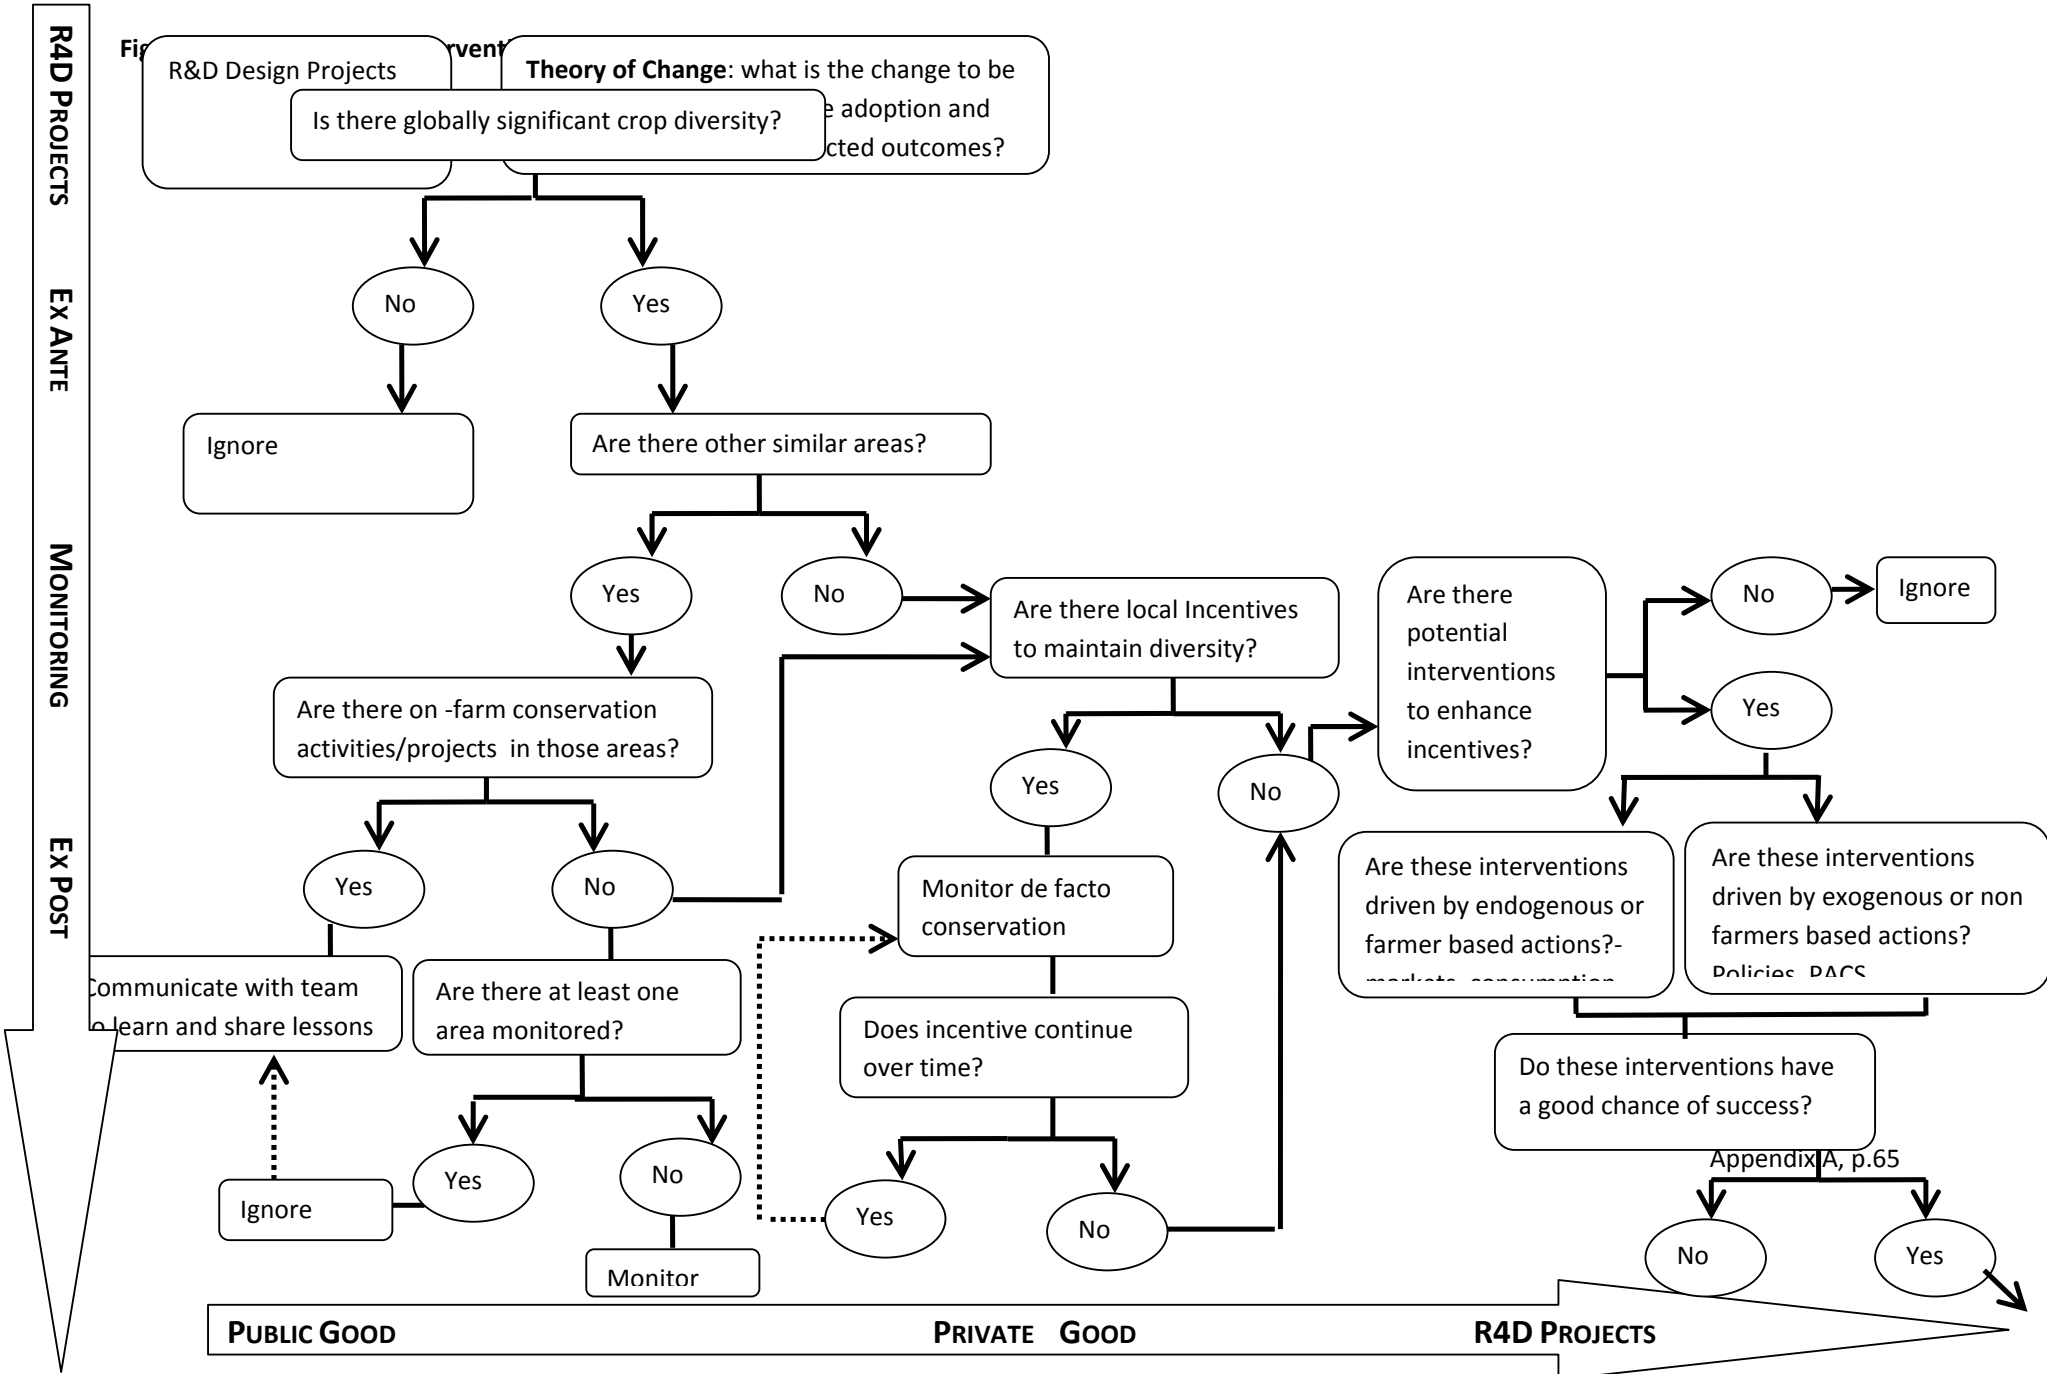 R4D PROJECTS
EX ANTE
MONITORING
EX POST
R&D Design Projects
Theory of Change: what is the change to be
adoption and
outcomes?
Is there globally significant crop diversity?
No
Yes
Ignore
Are there other similar areas?
Yes
No
Are there local Incentives
to maintain diversity?
Are there
potential
interventions
to enhance
incentives?
No
Ignore
Yes
Are there on -farm conservation
activities/projects in those areas?
Yes
No
Yes
No
Are these interventions
driven by endogenous or
farmer based actions?-
markets, consumption
Are these interventions
driven by exogenous or non
farmers based actions?
Policies, PACS
Monitor de facto
conservation
Communicate with team
learn and share lessons
Are there at least one
area monitored?
Does incentive continue
over time?
Do these interventions have
a good chance of success?
Appendix A, p.65
Yes
No
Ignore
Monitor
Yes
No
No
Yes
PUBLIC GOOD
PRIVATE GOOD
R4D PROJECTS